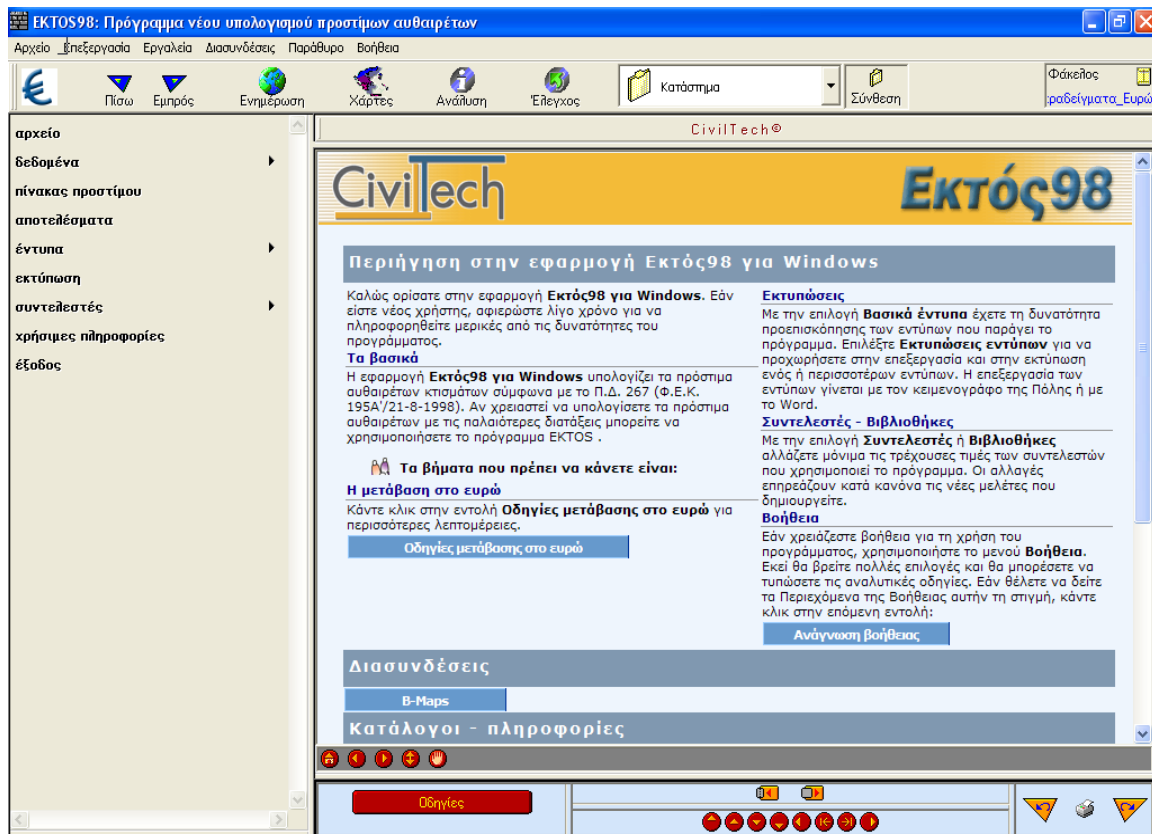 EKTOS98: Πρόγραμμα νέου υπολογισμού προστίμων αυθαιρέτων
Αρχείο Επεξεργασία Εργαλεία Διασυνδέσεις Παράθυρο Βοήθεια
Πίσω Εμπρός Ενημέρωση Χάρτες Ανάλυση Έλεγχος Κατάστημα Σύνθεση Φάκελος
ραδείγματα_Ευρώ
αρχείο
δεδομένα
πίνακας προστίμου
αποτελέσματα
έντυπα
εκτύπωση
συντελεστές
χρήσιμες πληροφορίες
έξοδος
CivilTech®
CivilTech Εκτός98
Περιήγηση στην εφαρμογή Εκτός98 για Windows
Καλώς ορίσατε στην εφαρμογή Εκτός98 για Windows. Εάν
είστε νέος χρήστης, αφιερώστε λίγο χρόνο για να
πληροφορηθείτε μερικές από τις δυνατότητες του
προγράμματος.
Τα βασικά
Η εφαρμογή Εκτός98 για Windows υπολογίζει τα πρόστιμα
αυθαιρέτων κτισμάτων σύμφωνα με το Π.Δ. 267 (Φ.Ε.Κ.
195Α'/21-8-1998). Αν χρειαστεί να υπολογίσετε τα πρόστιμα
αυθαιρέτων με τις παλαιότερες διατάξεις μπορείτε να
χρησιμοποιήσετε το πρόγραμμα EKTOS .
Τα βήματα που πρέπει να κάνετε είναι:
Η μετάβαση στο ευρώ
Κάντε κλικ στην εντολή Οδηγίες μετάβασης στο ευρώ για
περισσότερες λεπτομέρειες.
Οδηγίες μετάβασης στο ευρώ
Εκτυπώσεις
Με την επιλογή Βασικά έντυπα έχετε τη δυνατότητα
προεπισκόπησης των εντύπων που παράγει το
πρόγραμμα. Επιλέξτε Εκτυπώσεις εντύπων για να
προχωρήσετε στην επεξεργασία και στην εκτύπωση
ενός ή περισσοτέρων εντύπων. Η επεξεργασία των
εντύπων γίνεται με τον κειμενογράφο της Πόλης ή με
το Word.
Συντελεστές - Βιβλιοθήκες
Με την επιλογή Συντελεστές ή Βιβλιοθήκες
αλλάζετε μόνιμα τις τρέχουσες τιμές των συντελεστών
που χρησιμοποιεί το πρόγραμμα. Οι αλλαγές
επηρεάζουν κατά κανόνα τις νέες μελέτες που
δημιουργείτε.
Βοήθεια
Εάν χρειάζεστε βοήθεια για τη χρήση του
προγράμματος, χρησιμοποιήστε το μενού Βοήθεια.
Εκεί θα βρείτε πολλές επιλογές και θα μπορέσετε να
τυπώσετε τις αναλυτικές οδηγίες. Εάν θέλετε να δείτε
τα Περιεχόμενα της Βοήθειας αυτήν τη στιγμή, κάντε
κλικ στην επόμενη εντολή:
Ανάγνωση βοήθειας
Διασυνδέσεις
B-Maps
Κατάλογοι - πληροφορίες
Οδηγίες